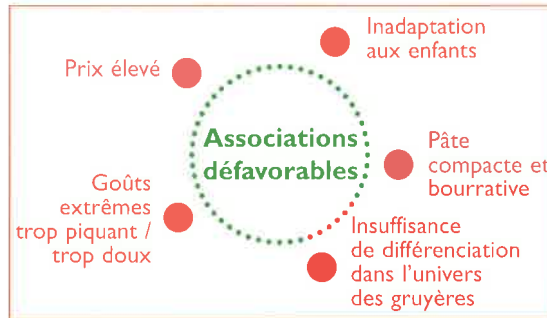 Inadaptation
aux enfants
Prix élevé
Associations
défavorables
Pâte
compacte et
bourrative
Goûts
extrêmes
trop piquant /
trop doux
Insuffisance
de différenciation
dans l'univers
des gruyères